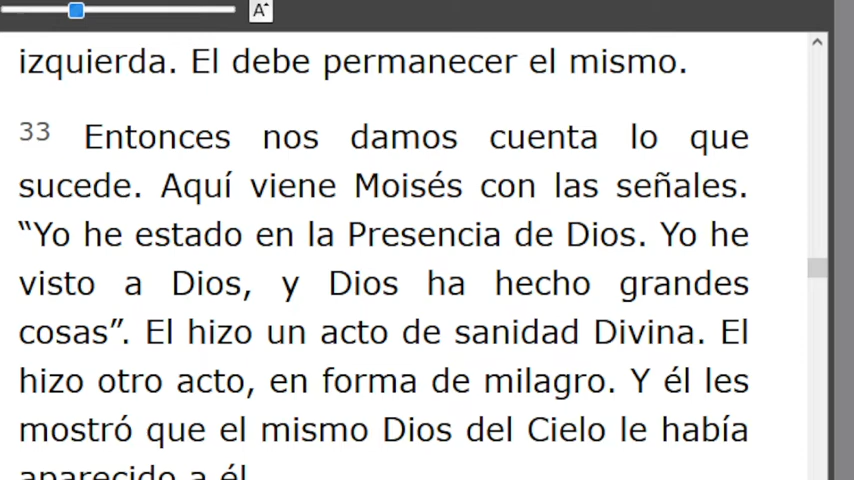 A
izquierda. El debe permanecer el mismo.
33 Entonces nos damos cuenta lo que
sucede. Aquí viene Moisés con las señales.
“Yo he estado en la Presencia de Dios. Yo he
visto a Dios, y Dios ha hecho grandes
cosas”. El hizo un acto de sanidad Divina. El
hizo otro acto, en forma de milagro. Y él les
mostró que el mismo Dios del Cielo le había
aparecido a él.